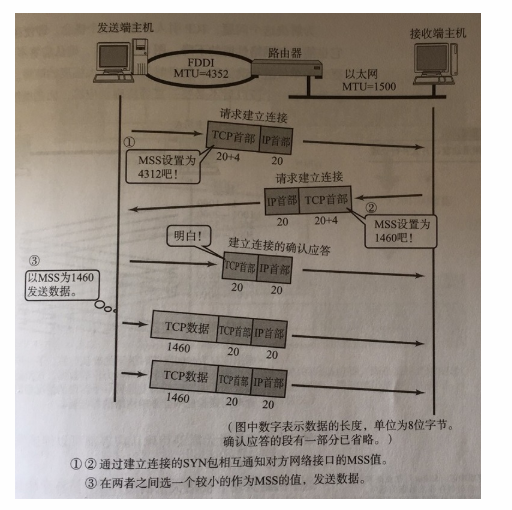 发送端主机
接收端主机
FDDI
MTU=4352
路由器
以太网
MTU=1500
请求建立连接
①
TCP首部 IP首部
20+4 20
MSS设置为
4312吧!
请求建立连接
IP首部 TCP首部
20 20+4
②
MSS设置为
1460吧!
明白!
建立连接的确认应答
TCP首部 IP首部
20 20
③
以MSS为1460
发送数据。
TCP数据 TCP首部 IP首部
1460 20 20
TCP数据 TCP首部 IP首部
1460 20 20
(图中数字表示数据的长度,单位为8位字节。
确认应答的段有一部分已省略。)
①②通过建立连接的SYN包相互通知对方网络接口的MSS值。
③在两者之间选一个较小的作为MSS的值,发送数据。